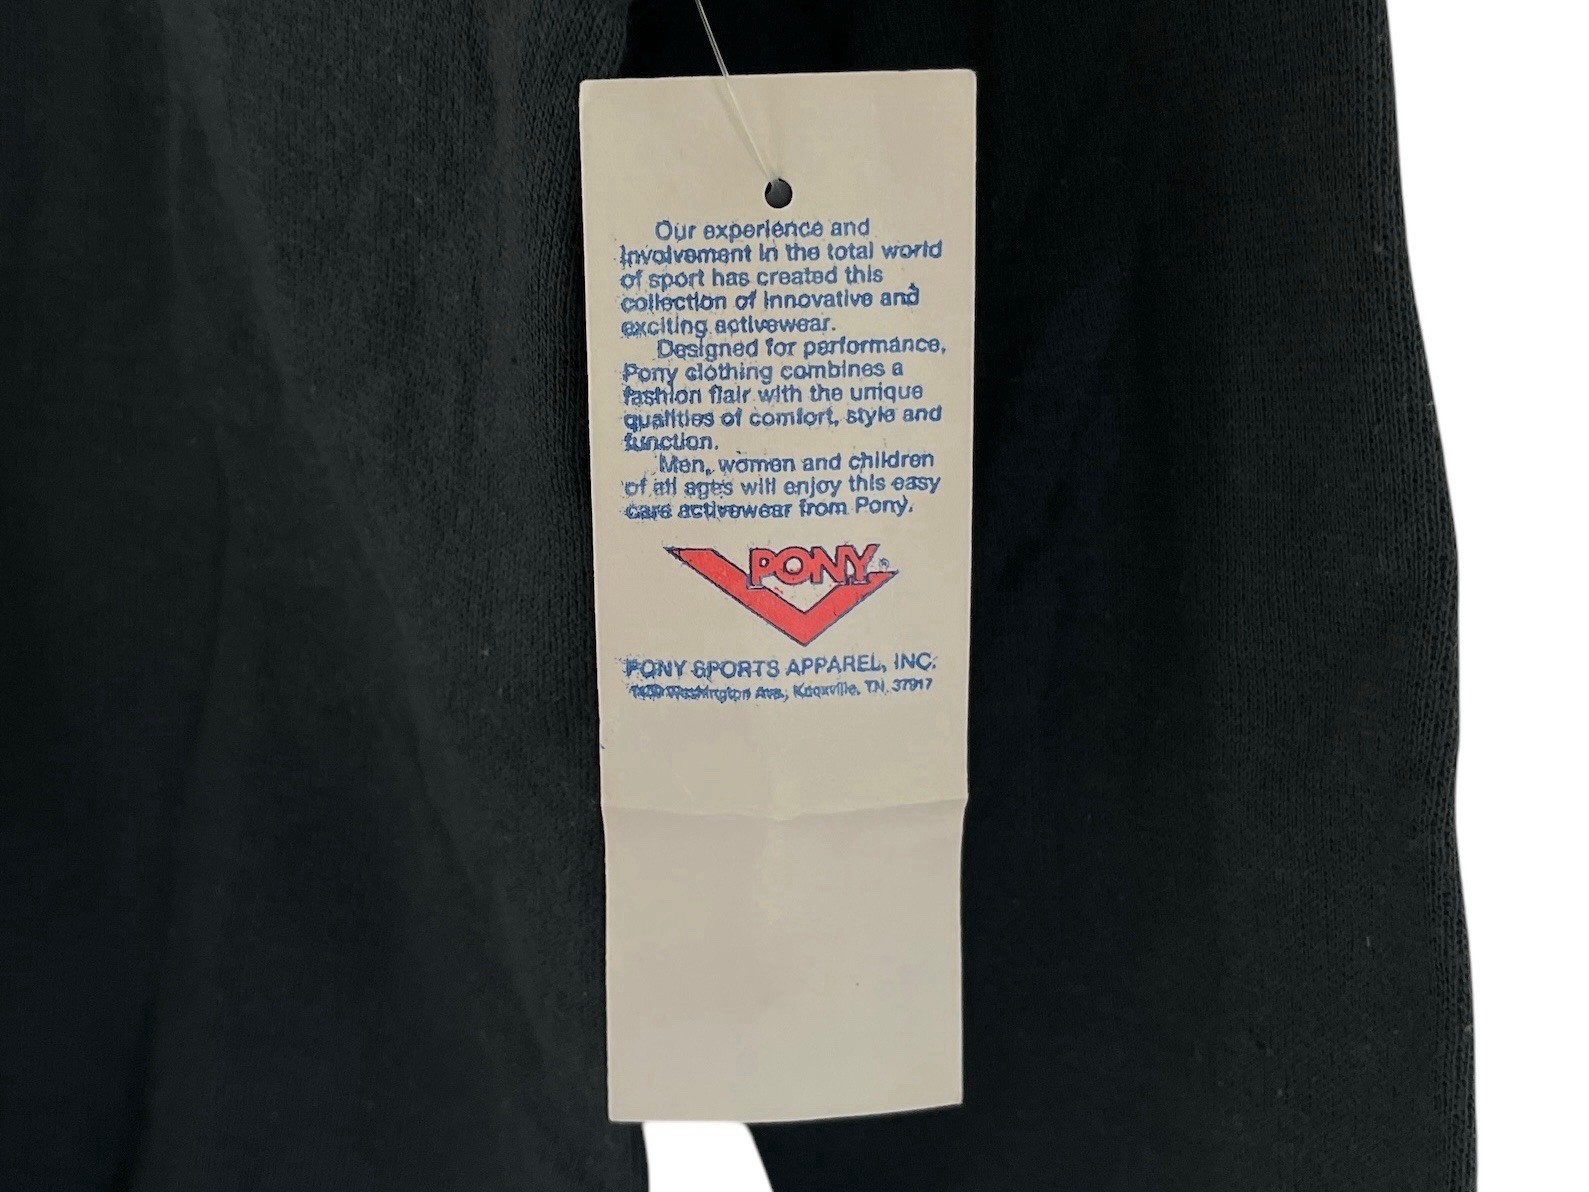 Our experience and
involvement in the total world
of sport has created this
collection of innovative and
exciting activewear.
Designed for performance,
Pony clothing combines a
fashion flair with the unique
qualities of comfort, style and
function.
Men, women and children
of all ages will enjoy this easy
care activewear from Pony.
PONY®
PONY SPORTS APPAREL, INC.
Washington Ave., Knoxville, TN, 37917